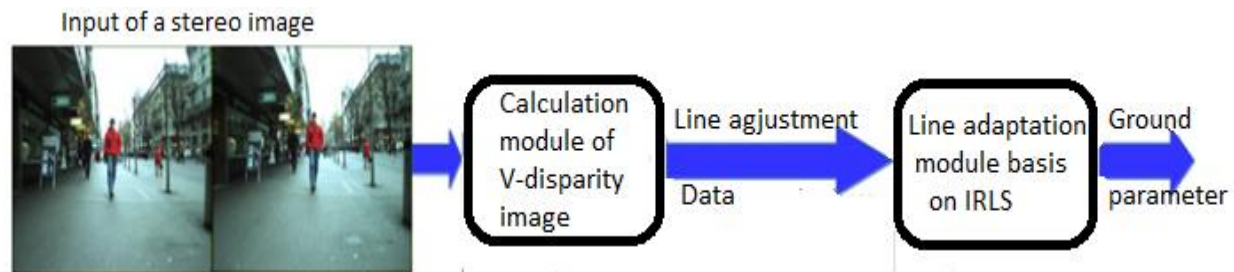 Input of a stereo image
Calculation
module of
V-disparity
image
Line agjustment
Data
Line adaptation
module basis
on IRLS
Ground
parameter